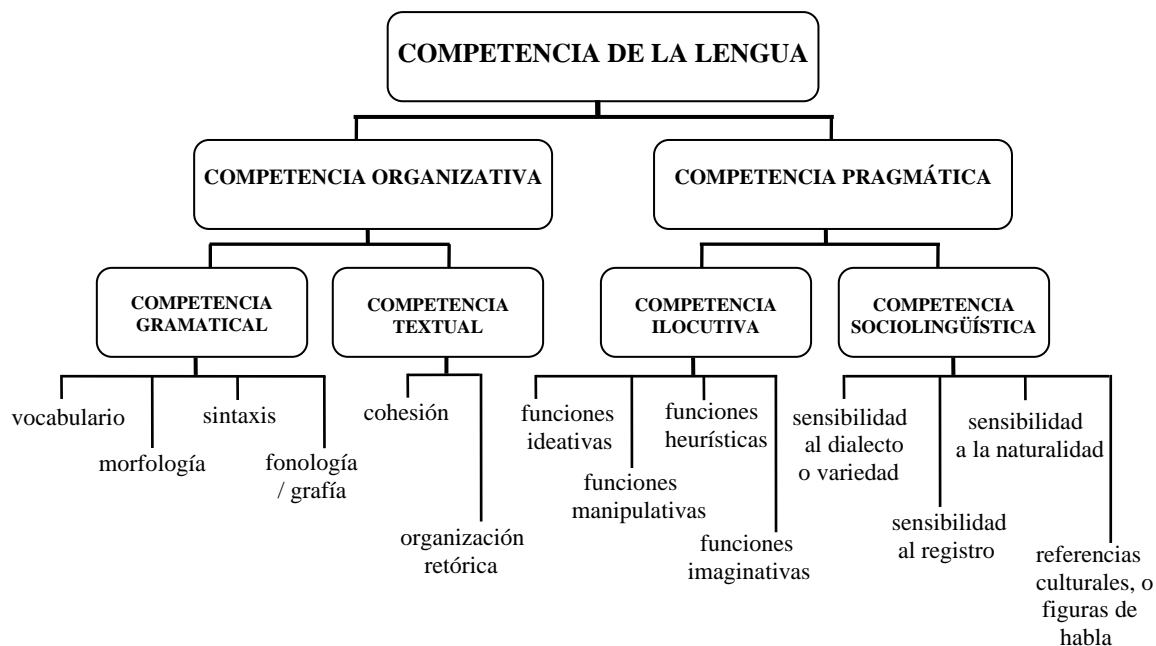 COMPETENCIA DE LA LENGUA
COMPETENCIA ORGANIZATIVA
COMPETENCIA PRAGMÁTICA
COMPETENCIA
GRAMATICAL
COMPETENCIA
TEXTUAL
COMPETENCIA
ILOCUTIVA
COMPETENCIA
SOCIOLINGÜÍSTICA
vocabulario
morfología
sintaxis
fonología
/ grafía
cohesión
organización
retórica
funciones
ideativas
funciones
manipulativas
funciones
heurísticas
funciones
imaginativas
sensibilidad
al dialecto
o variedad
sensibilidad
al registro
sensibilidad
a la naturalidad
referencias
culturales, o
figuras de
habla